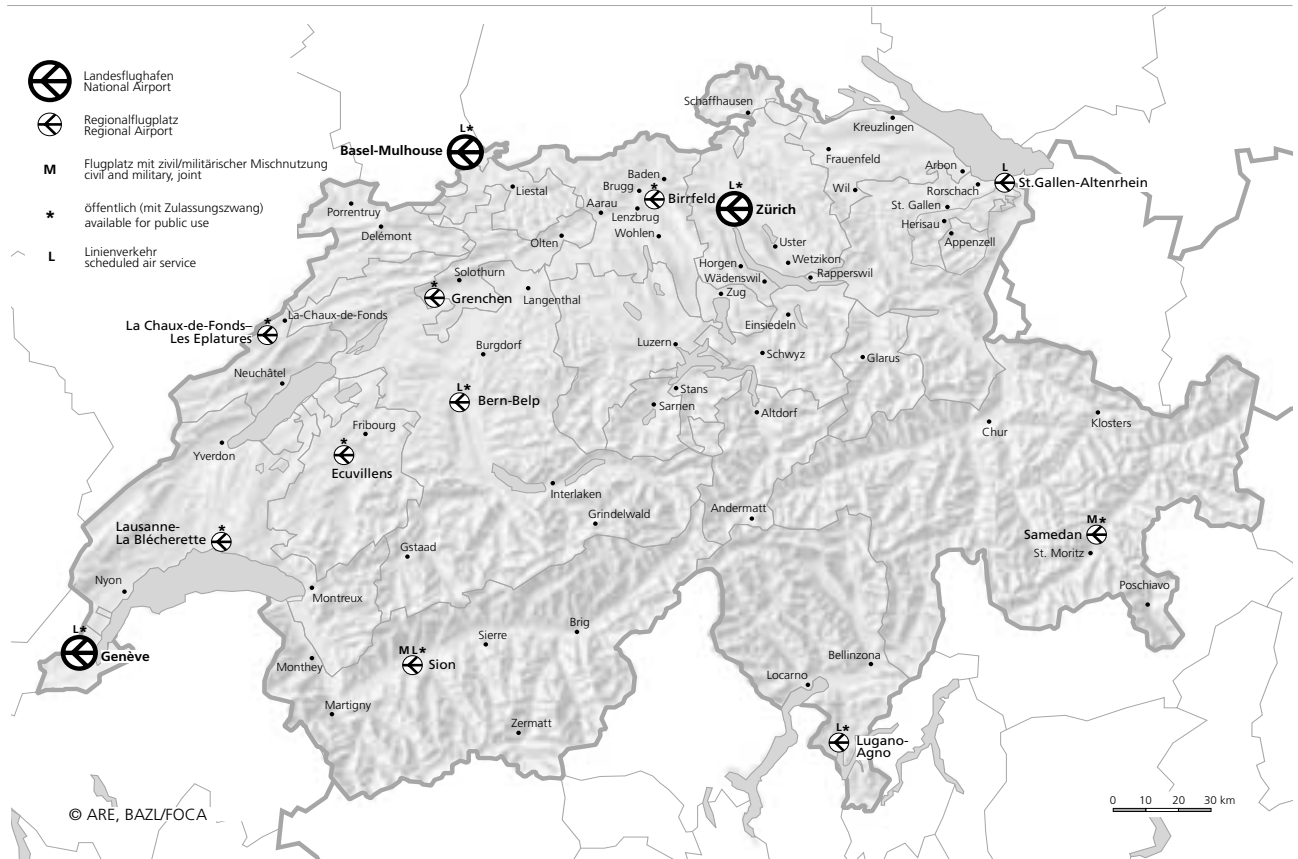 Landesflughafen
National Airport
Regionalflugplatz
Regional Airport
M
Flugplatz mit zivil/militärischer Mischnutzung
civil and military, joint
*
öffentlich (mit Zulassungszwang)
available for public use
L
Linienverkehr
scheduled air service
Schaffhausen
Kreuzlingen
L*
Basel-Mulhouse
Frauenfeld
Arbon
L
St.Gallen-Altenrhein
Rorschach
Baden
Brugg
*
Birrfeld
L*
Zürich
Wil
St. Gallen
Herisau
Appenzell
Liestal
Aarau
Lenzbrug
Wohlen
Olten
Porrentruy
Delémont
Uster
Wetzikon
Horgen
Wädenswil
Rapperswil
Zug
Solothurn
*
Grenchen
Langenthal
Einsiedeln
La Chaux-de-Fonds–
Les Eplatures
*
La-Chaux-de-Fonds
Burgdorf
Luzern
Schwyz
Glarus
Neuchâtel
L*
Bern-Belp
Stans
Sarnen
Altdorf
Klosters
Chur
Fribourg
*
Ecuvillens
Yverdon
Interlaken
Grindelwald
Andermatt
Lausanne-
La Blécherette
*
M*
Samedan
St. Moritz
Gstaad
Nyon
Montreux
Poschiavo
L*
Genève
Monthey
M L*
Sion
Sierre
Brig
Bellinzona
Locarno
Martigny
Zermatt
L*
Lugano-
Agno
© ARE, BAZL/FOCA
0 10 20 30 km